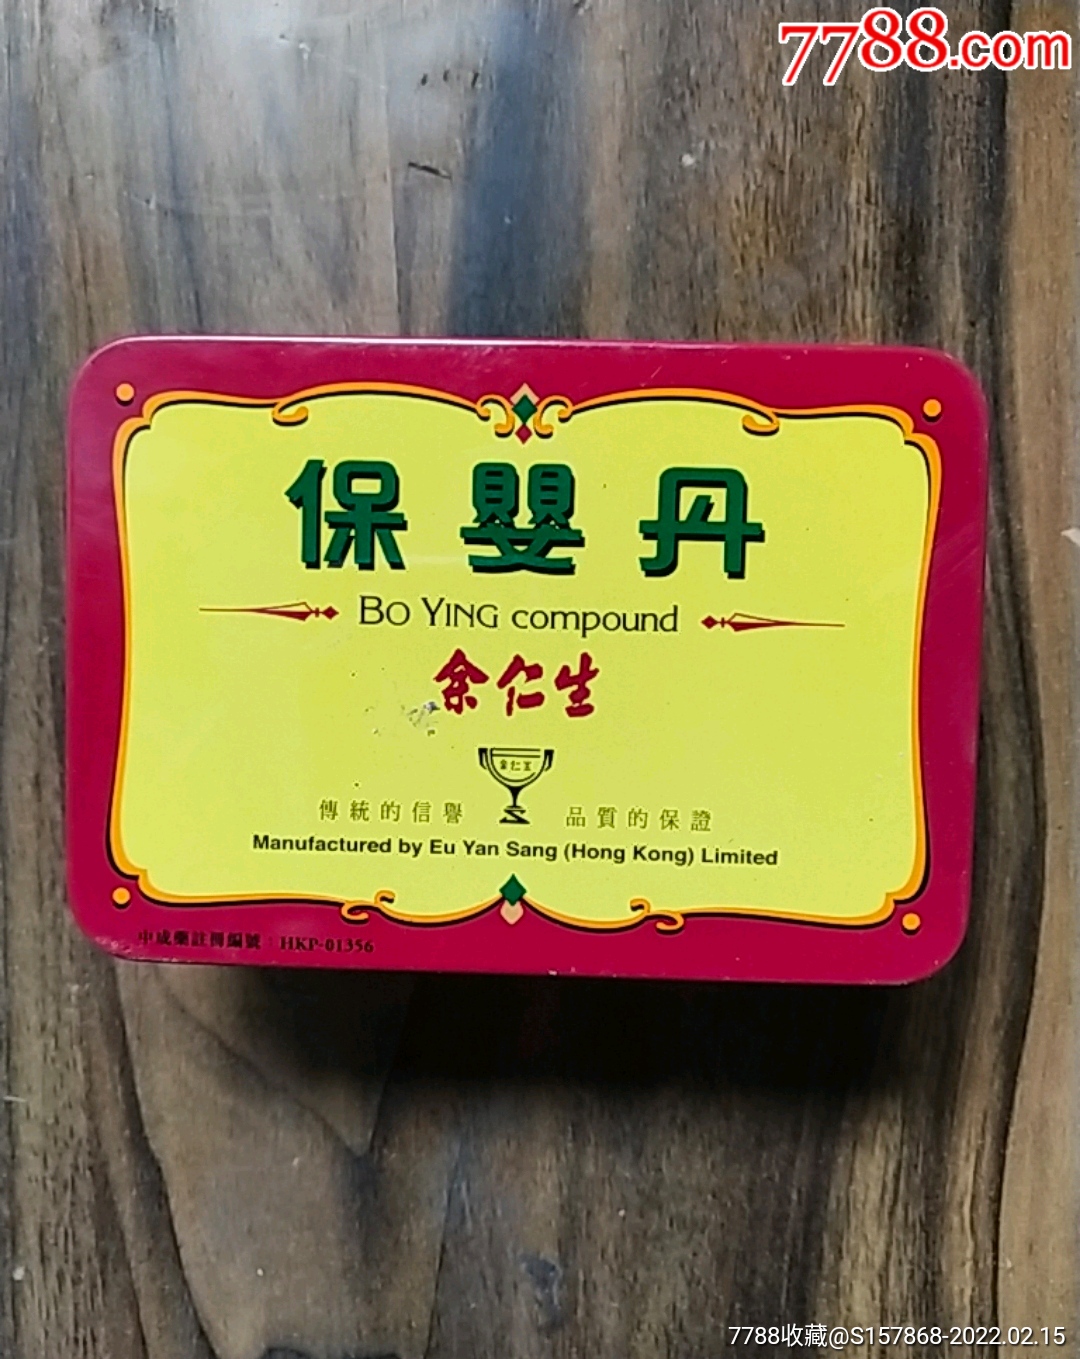 7788.com
保嬰丹
BO YING compound
余仁生
余仁生
傳統的信譽 品質的保證
Manufactured by Eu Yan Sang (Hong Kong) Limited
中成藥註冊編號：HKP-01356
7788收藏@S157868-2022.02.15